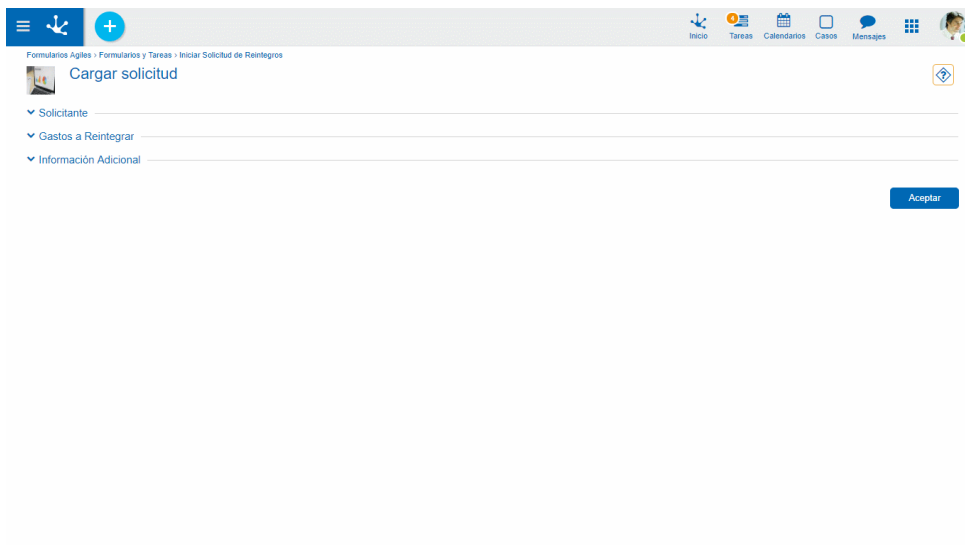 Inicio
4
Tareas
Calendarios
Casos
Mensajes
Formularios Agiles › Formularios y Tareas › Iniciar Solicitud de Reintegros
Cargar solicitud
?
Solicitante
Gastos a Reintegrar
Información Adicional
Aceptar